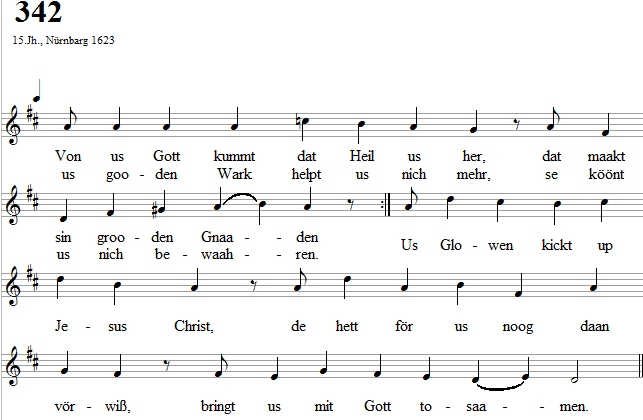 342
15.Jh., Nürnbarg 1623
Von us Gott kummt dat Heil us her, dat maakt
us goo - den Wark helpt us nich mehr, se köönt
sin groo - den Gnaa - - den
us nich be - waah - - ren.
Us Glo - wen kickt up
Je - sus Christ, de hett för us noog daan
vör - wiß, bringt us mit Gott to - saa - - men.